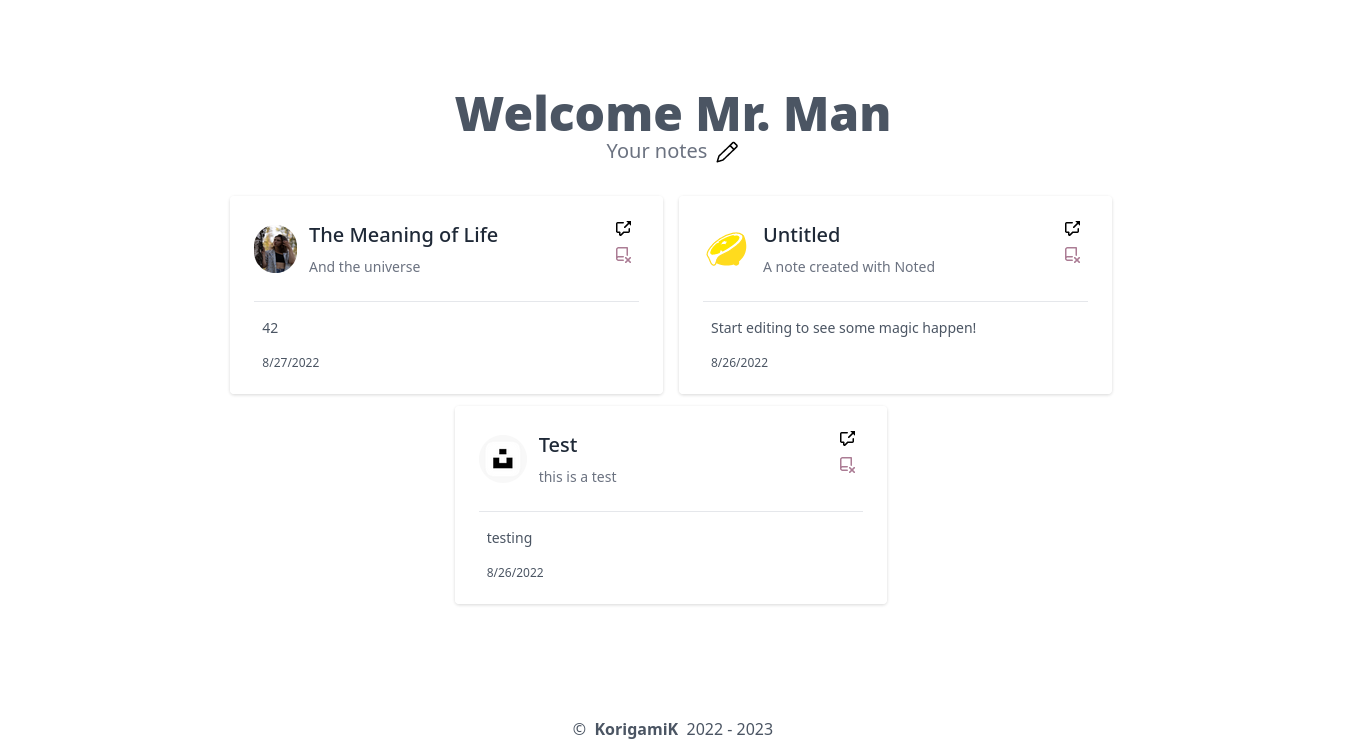 Welcome Mr. Man
Your notes
The Meaning of Life
And the universe
42
8/27/2022
Untitled
A note created with Noted
Start editing to see some magic happen!
8/26/2022
Test
this is a test
testing
8/26/2022
© KorigamiK 2022 - 2023